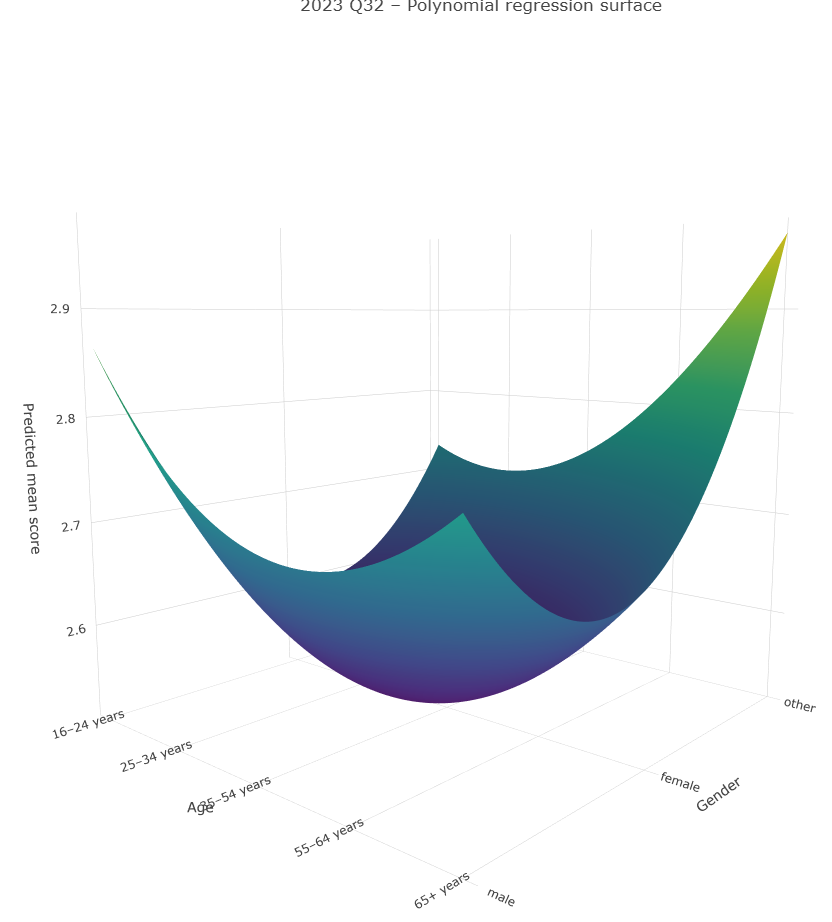 2023 Q32 – Polynomial regression surface
2.9
2.8
2.7
2.6
Predicted mean score
16–24 years
25–34 years
35–54 years
55–64 years
65+ years
Age
male
female
other
Gender